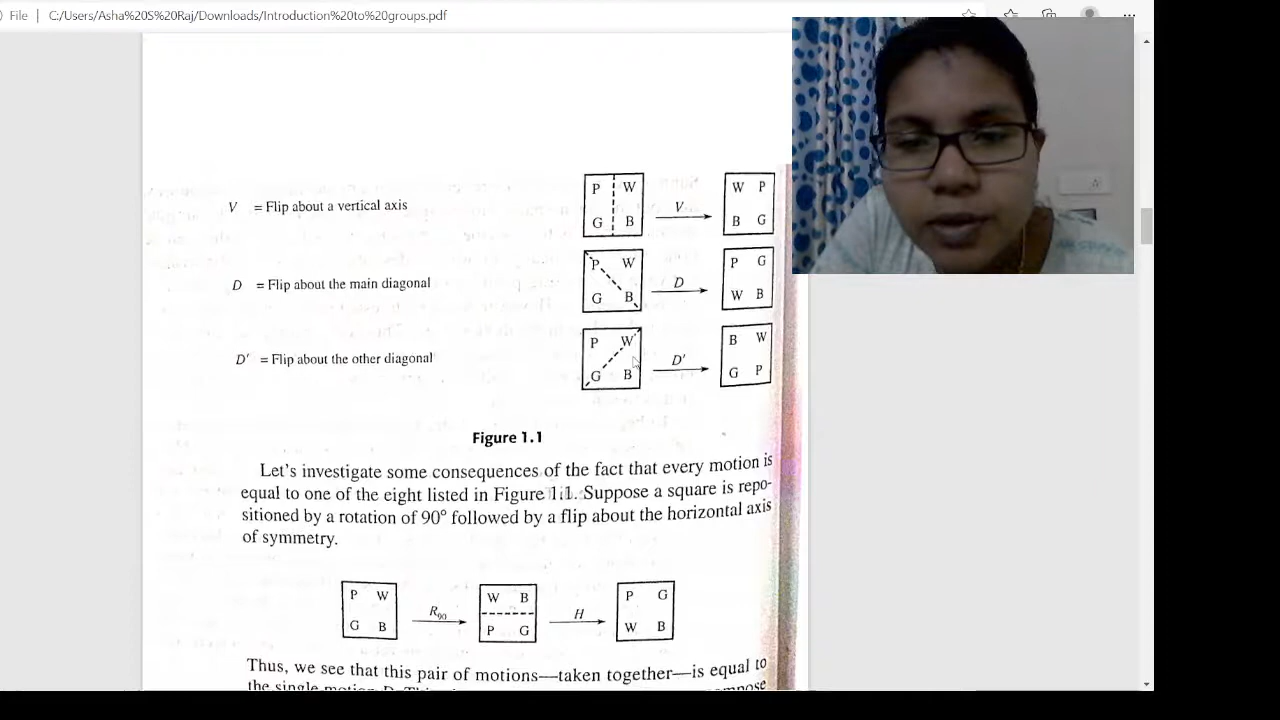 File C:/Users/Asha%20S%20Raj/Downloads/Introduction%20to%20groups.pdf
V = Flip about a vertical axis
P W
G B
V
W P
B G
D = Flip about the main diagonal
P W
G B
D
P G
W B
D' = Flip about the other diagonal
P W
G B
D'
B W
G P
Figure 1.1
Let's investigate some consequences of the fact that every motion is
equal to one of the eight listed in Figure 1.1. Suppose a square is repo-
sitioned by a rotation of 90° followed by a flip about the horizontal axis
of symmetry.
P W
G B
R90
W B
P G
H
P G
W B
Thus, we see that this pair of motions—taken together—is equal to
the single motion D.